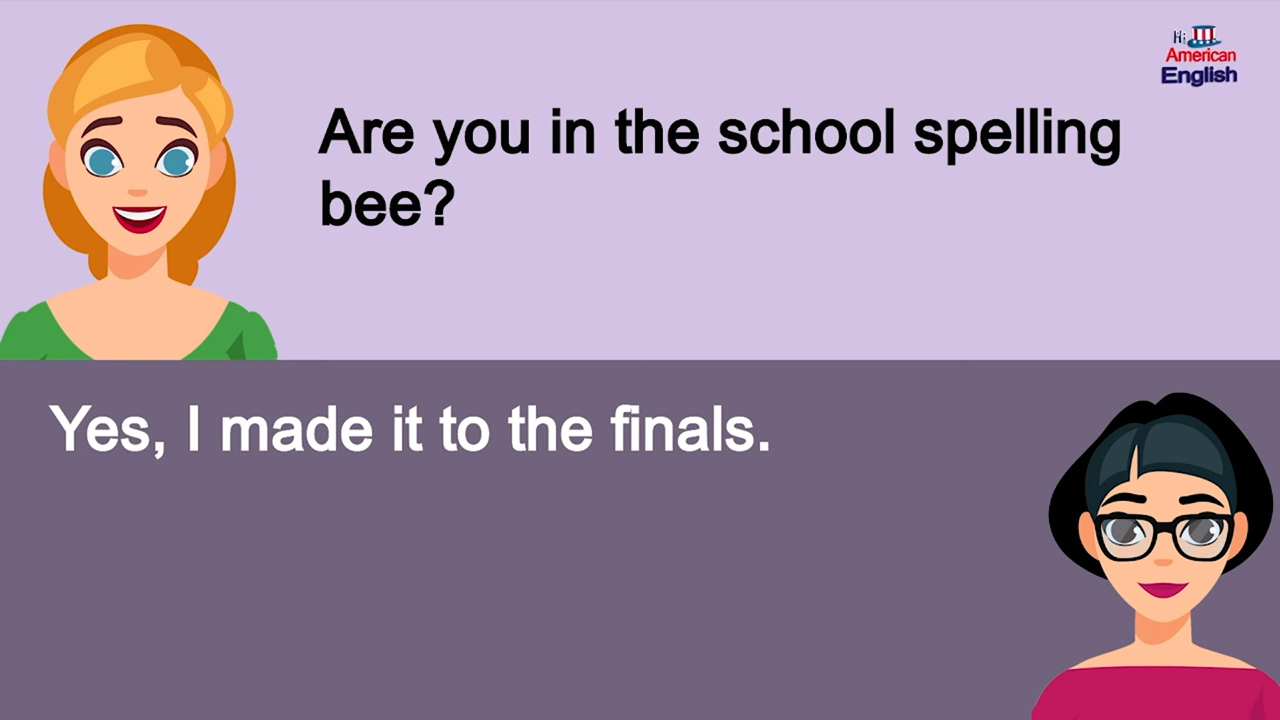 Hi
American
English
Are you in the school spelling
bee?
Yes, I made it to the finals.